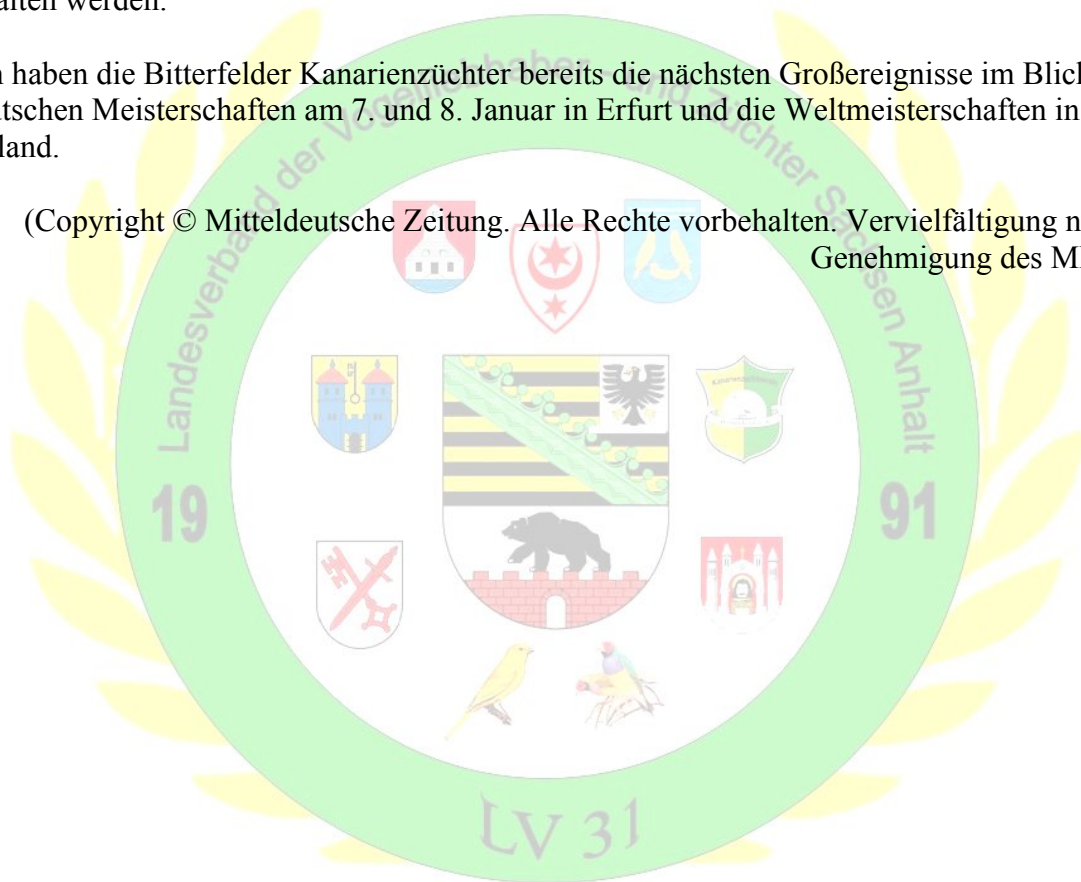 alten werden.
haben die Bitterfelder Kanarienzüchter bereits die nächsten Großereignisse im Blick
tschen Meisterschaften am 7. und 8. Januar in Erfurt und die Weltmeisterschaften in
land.
(Copyright © Mitteldeutsche Zeitung. Alle Rechte vorbehalten. Vervielfältigung n
Genehmigung des M
Landesverband der Vogelliebhaber und Züchter Sachsen Anhalt
Kanarienzuchtverein
19
91
LV 31